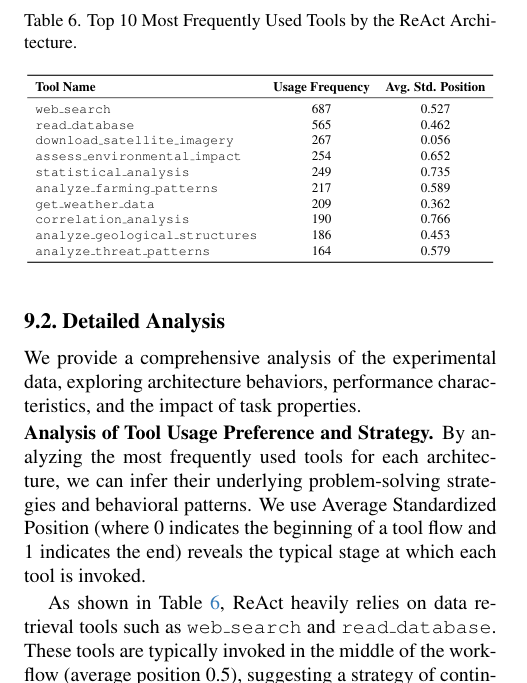 Table 6. Top 10 Most Frequently Used Tools by the ReAct Archi-
tecture.
Tool Name Usage Frequency Avg. Std. Position
web_search 687 0.527
read_database 565 0.462
download_satellite_imagery 267 0.056
assess_environmental_impact 254 0.652
statistical_analysis 249 0.735
analyze_farming_patterns 217 0.589
get_weather_data 209 0.362
correlation_analysis 190 0.766
analyze_geological_structures 186 0.453
analyze_threat_patterns 164 0.579
9.2. Detailed Analysis
We provide a comprehensive analysis of the experimental
data, exploring architecture behaviors, performance charac-
teristics, and the impact of task properties.
Analysis of Tool Usage Preference and Strategy. By an-
alyzing the most frequently used tools for each architec-
ture, we can infer their underlying problem-solving strate-
gies and behavioral patterns. We use Average Standardized
Position (where 0 indicates the beginning of a tool flow and
1 indicates the end) reveals the typical stage at which each
tool is invoked.
As shown in Table 6, ReAct heavily relies on data re-
trieval tools such as web_search and read_database.
These tools are typically invoked in the middle of the work-
flow (average position 0.5), suggesting a strategy of contin-